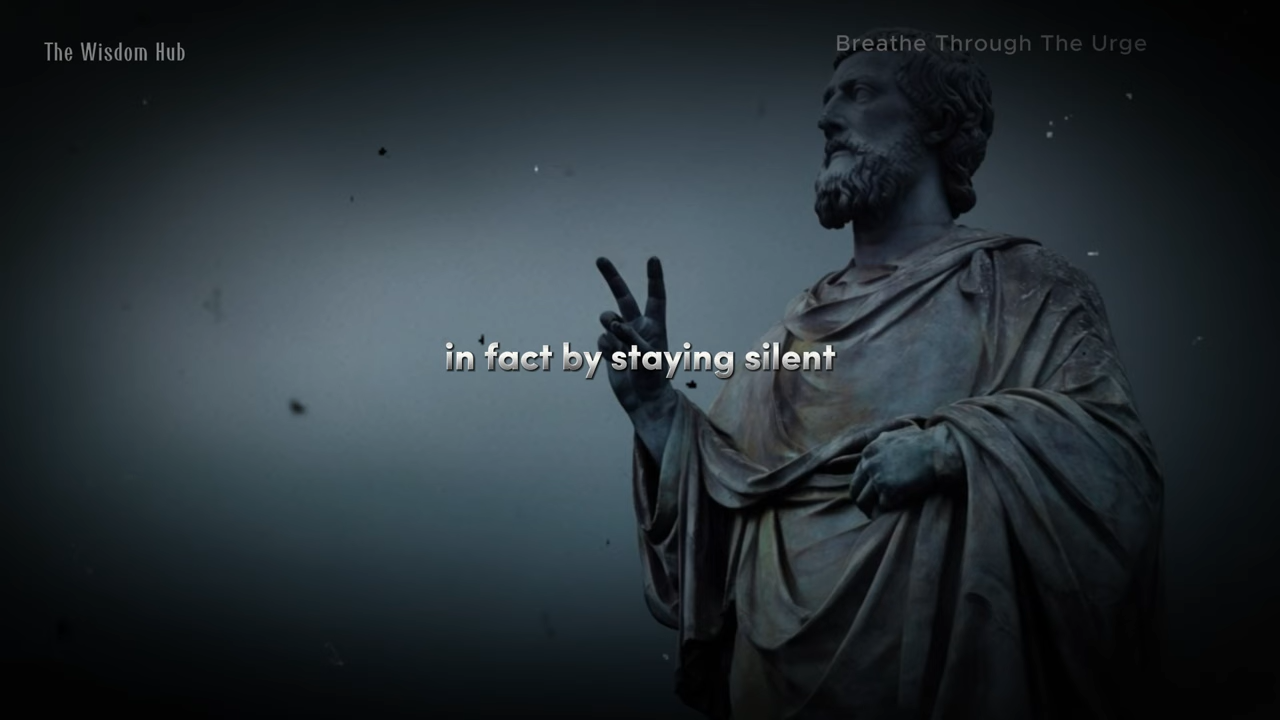 The Wisdom Hub
Breathe Through The Urge
in fact by staying silent